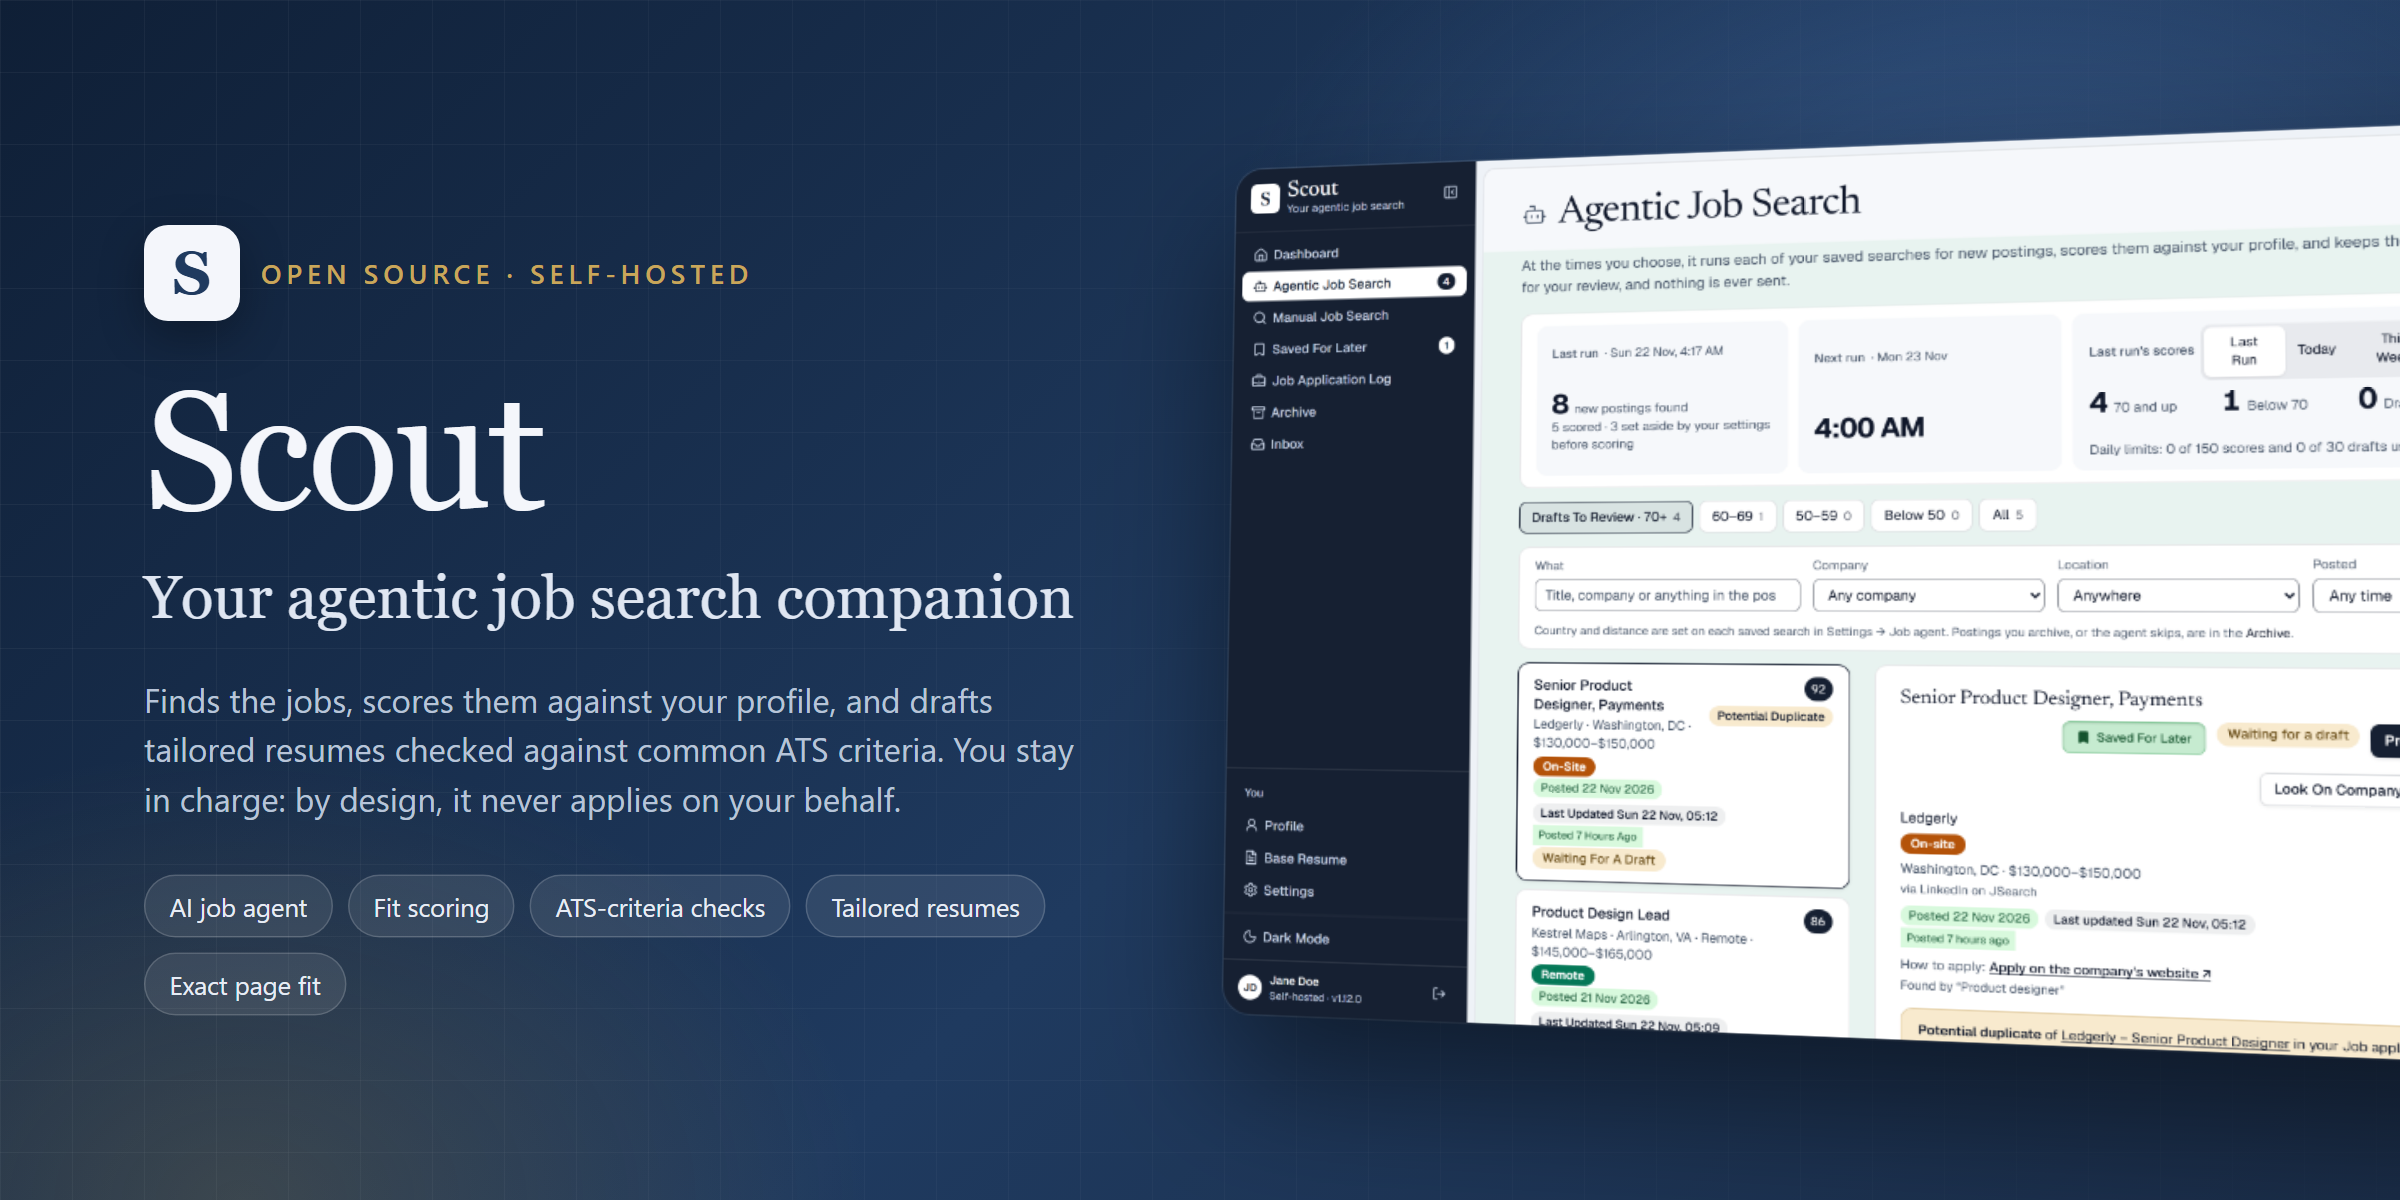 S
OPEN SOURCE · SELF-HOSTED
Scout
Your agentic job search companion
Finds the jobs, scores them against your profile, and drafts
tailored resumes checked against common ATS criteria. You stay
in charge: by design, it never applies on your behalf.
AI job agent
Fit scoring
ATS-criteria checks
Tailored resumes
Exact page fit
S
Scout
Your agentic job search
Dashboard
Agentic Job Search 4
Manual Job Search
Saved For Later 1
Job Application Log
Archive
Inbox
You
Profile
Base Resume
Settings
Dark Mode
JD
Jane Doe
Self-hosted · v1.12.0
Agentic Job Search
At the times you choose, it runs each of your saved searches for new postings, scores them against your profile, and keeps
for your review, and nothing is ever sent.
Last run · Sun 22 Nov, 4:17 AM
8 new postings found
5 scored · 3 set aside by your settings
before scoring
Next run · Mon 23 Nov
4:00 AM
Last run's scores
Last
Run
Today
4 70 and up
1 Below 70
0
Daily limits: 0 of 150 scores and 0 of 30 drafts
Drafts To Review · 70+ 4
60–69 1
50–59 0
Below 50 0
All 5
What
Company
Location
Posted
Title, company or anything in the pos
Any company
Anywhere
Any time
Country and distance are set on each saved search in Settings → Job agent. Postings you archive, or the agent skips, are in the Archive.
Senior Product
Designer, Payments
92
Potential Duplicate
Ledgerly · Washington, DC ·
$130,000–$150,000
On-Site
Posted 22 Nov 2026
Last Updated Sun 22 Nov, 05:12
Posted 7 Hours Ago
Waiting For A Draft
Product Design Lead
86
Kestrel Maps · Arlington, VA · Remote ·
$145,000–$165,000
Remote
Posted 21 Nov 2026
Last Updated Sun 22 Nov, 05:09
Senior Product Designer, Payments
Saved For Later
Waiting for a draft
Look On Company
Ledgerly
On-site
Washington, DC · $130,000–$150,000
via LinkedIn on JSearch
Posted 22 Nov 2026
Last updated Sun 22 Nov, 05:12
Posted 7 hours ago
How to apply: Apply on the company's website ↗
Found by "Product designer"
Potential duplicate of Ledgerly – Senior Product Designer in your Job